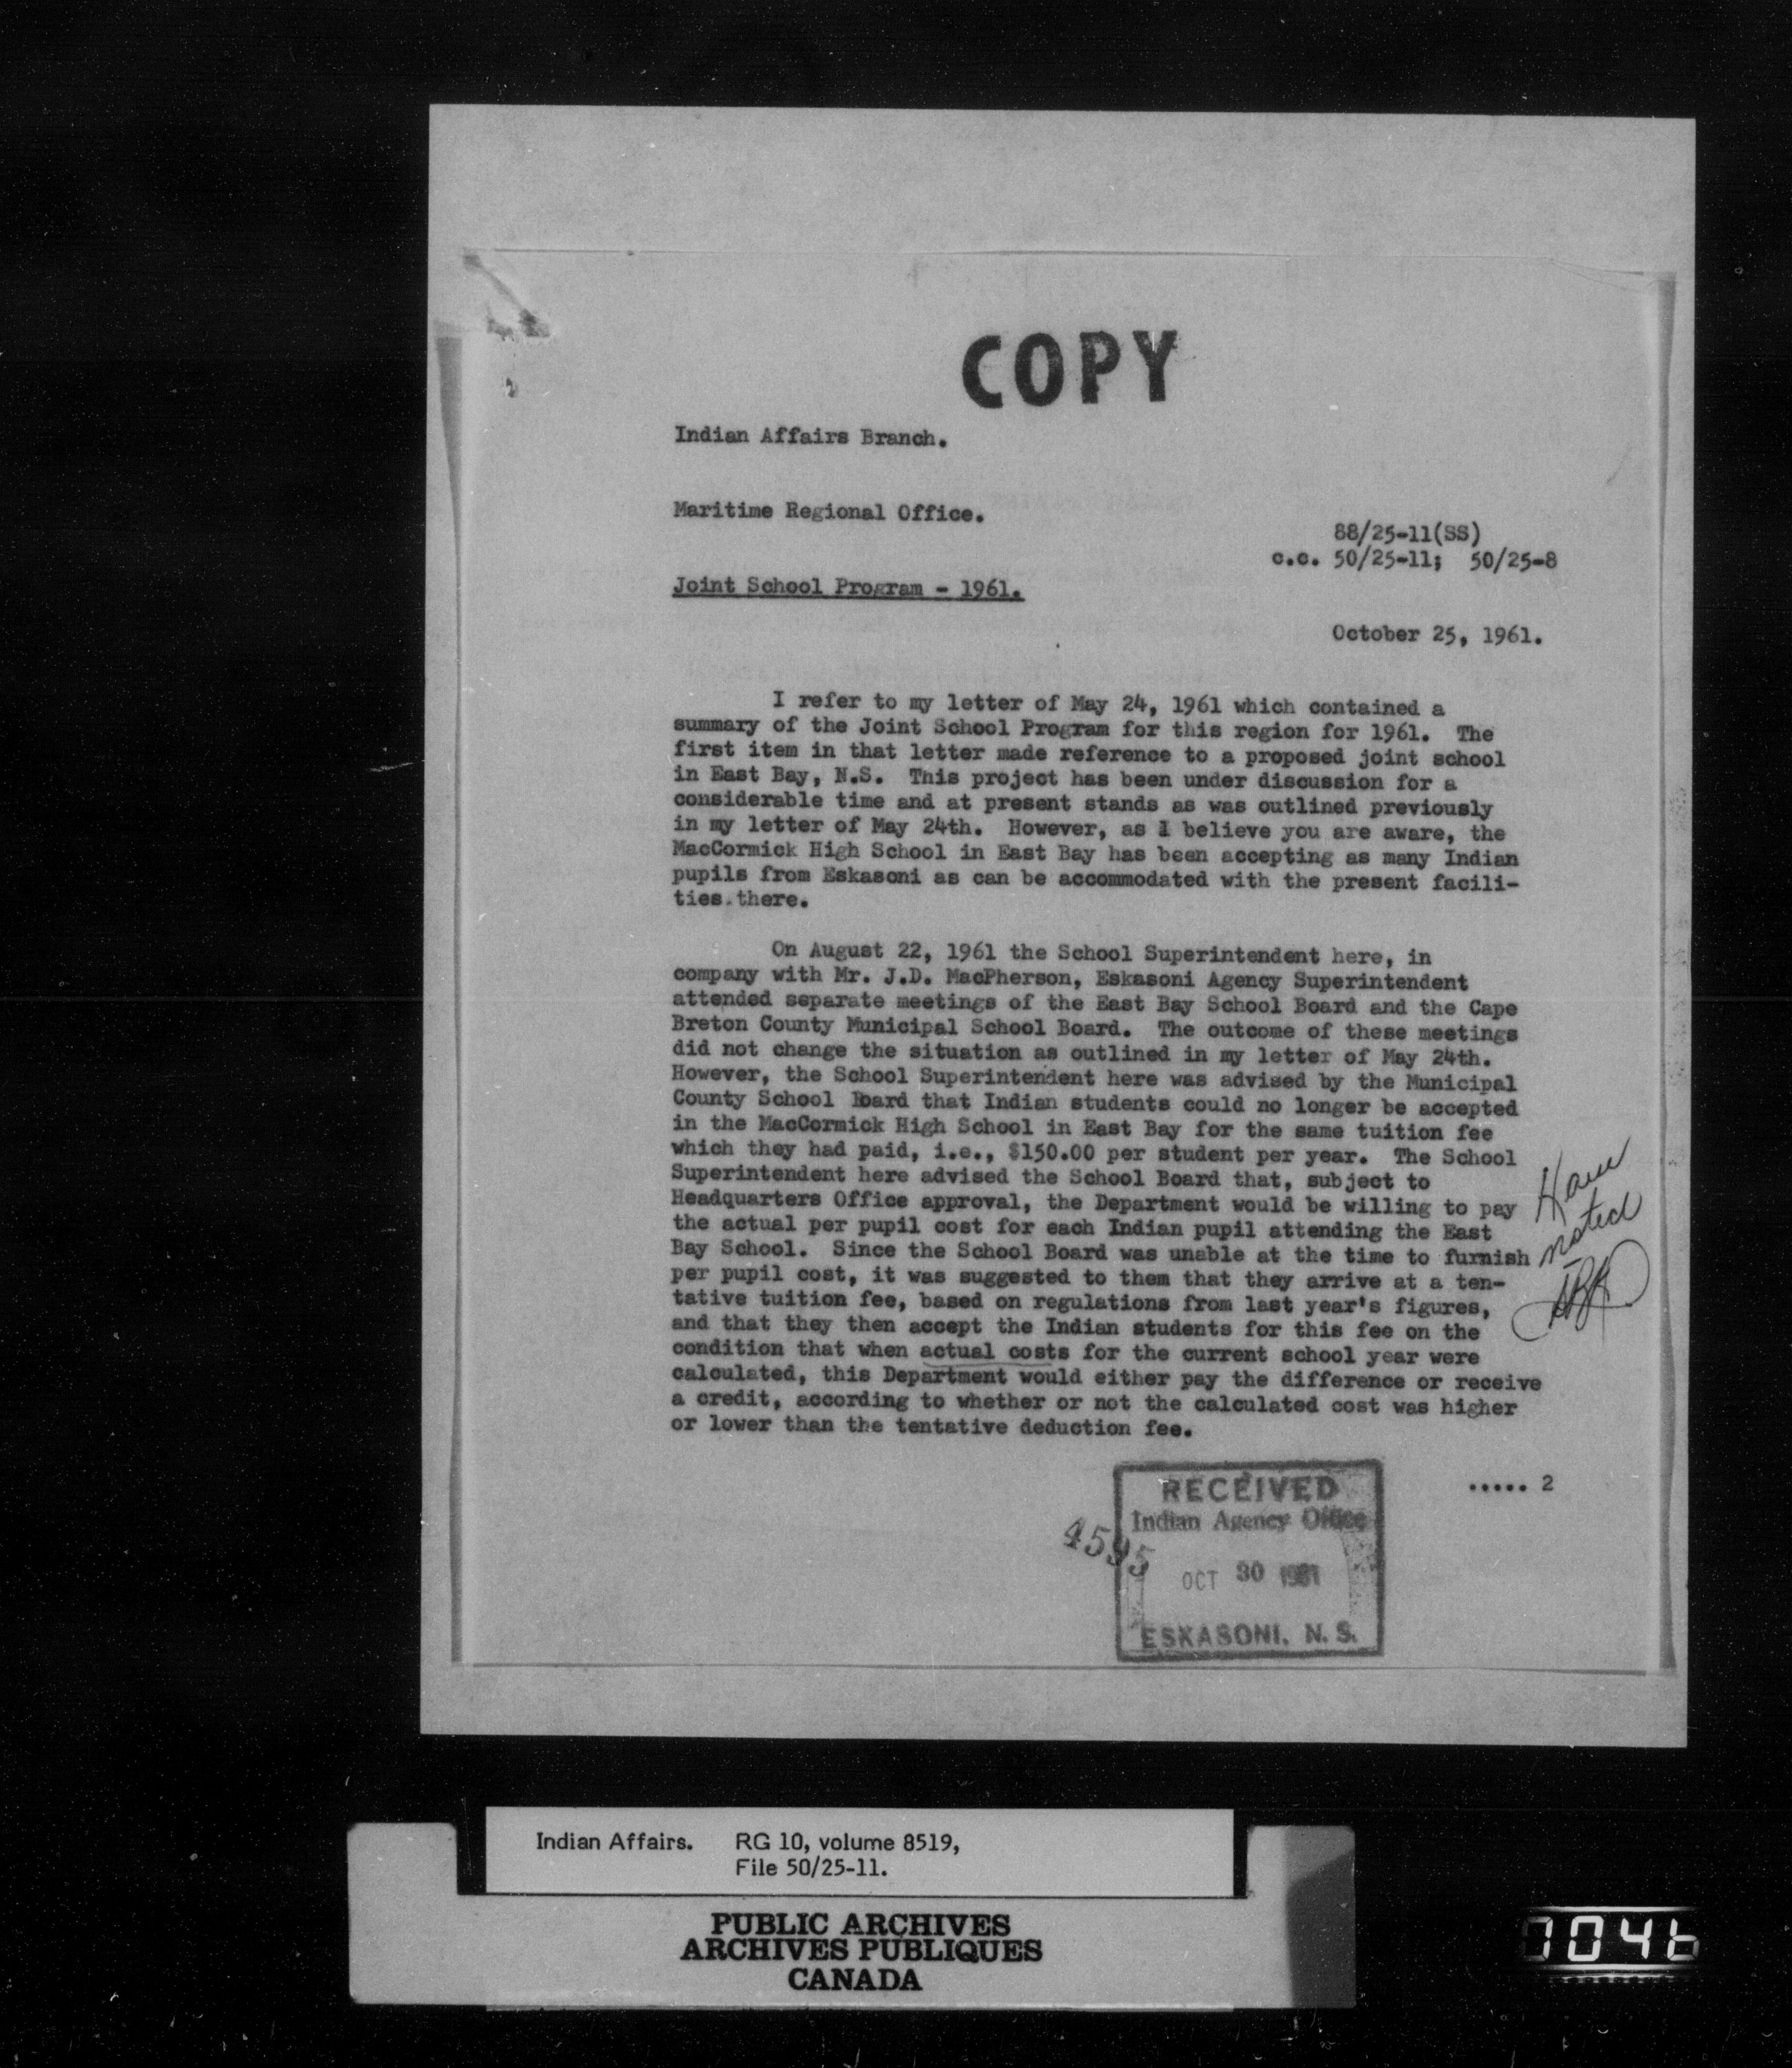 COPY
Indian Affairs Branch.
Maritime Regional Office.
88/25-11(SS)
c.c. 50/25-11; 50/25-8
Joint School Program - 1961.
October 25, 1961.
I refer to my letter of May 24, 1961 which contained a
summary of the Joint School Program for this region for 1961. The
first item in that letter made reference to a proposed joint school
in East Bay, N.S. This project has been under discussion for a
considerable time and at present stands as was outlined previously
in my letter of May 24th. However, as I believe you are aware, the
MacCormick High School in East Bay has been accepting as many Indian
pupils from Eskasoni as can be accommodated with the present facili-
ties.there.
On August 22, 1961 the School Superintendent here, in
company with Mr. J.D. MacPherson, Eskasoni Agency Superintendent
attended separate meetings of the East Bay School Board and the Cape
Breton County Municipal School Board. The outcome of these meetings
did not change the situation as outlined in my letter of May 24th.
However, the School Superintendent here was advised by the Municipal
County School Board that Indian students could no longer be accepted
in the MacCormick High School in East Bay for the same tuition fee
which they had paid, i.e., $150.00 per student per year. The School
Superintendent here advised the School Board that, subject to
Headquarters Office approval, the Department would be willing to pay
the actual per pupil cost for each Indian pupil attending the East
Bay School. Since the School Board was unable at the time to furnish
per pupil cost, it was suggested to them that they arrive at a ten-
tative tuition fee, based on regulations from last year's figures,
and that they then accept the Indian students for this fee on the
condition that when actual costs for the current school year were
calculated, this Department would either pay the difference or receive
a credit, according to whether or not the calculated cost was higher
or lower than the tentative deduction fee.
Have
noted
..... 2
RECEIVED
Indian Agency Office
4595
OCT 30 1961
ESKASONI, N. S.
Indian Affairs. RG 10, volume 8519,
File 50/25-11.
PUBLIC ARCHIVES
ARCHIVES PUBLIQUES
CANADA
7046